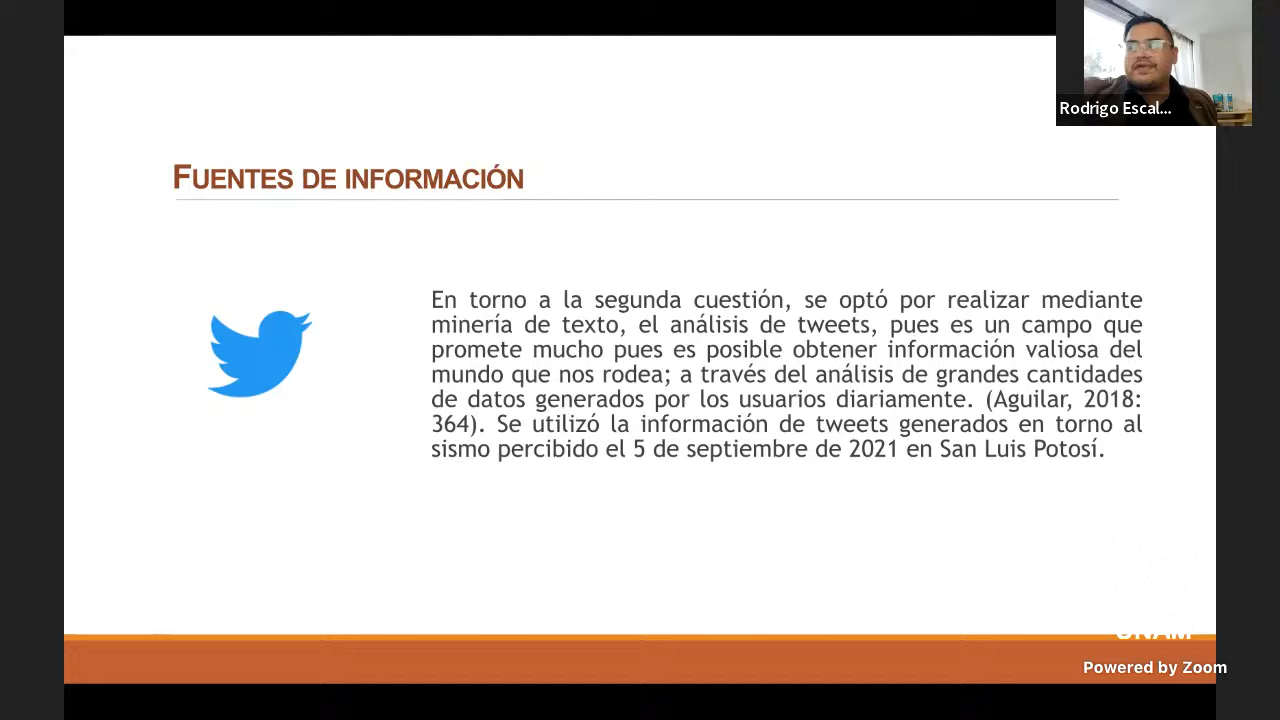 Rodrigo Escal...
FUENTES DE INFORMACIÓN
En torno a la segunda cuestión, se optó por realizar mediante
minería de texto, el análisis de tweets, pues es un campo que
promete mucho pues es posible obtener información valiosa del
mundo que nos rodea; a través del análisis de grandes cantidades
de datos generados por los usuarios diariamente. (Aguilar, 2018:
364). Se utilizó la información de tweets generados en torno al
sismo percibido el 5 de septiembre de 2021 en San Luis Potosí.
UNAM
Powered by Zoom